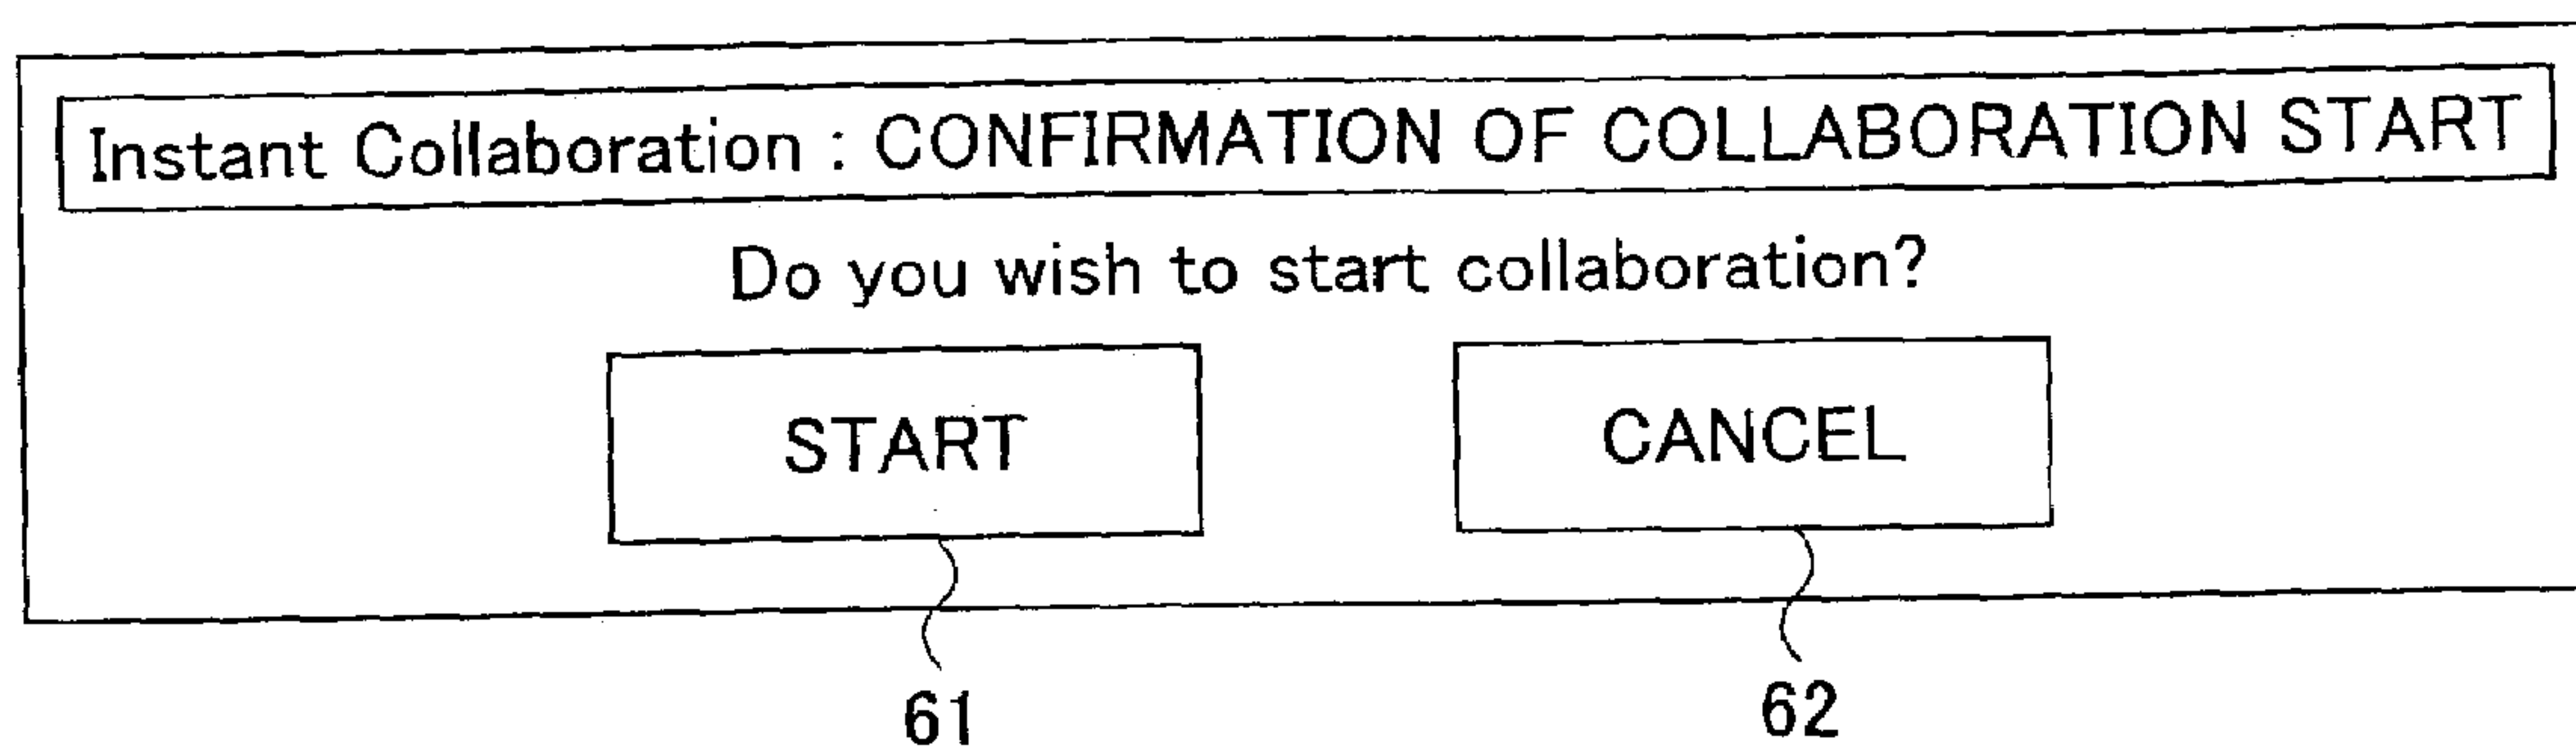 Instant Collaboration : CONFIRMATION OF COLLABORATION START
Do you wish to start collaboration?
START CANCEL
61 62